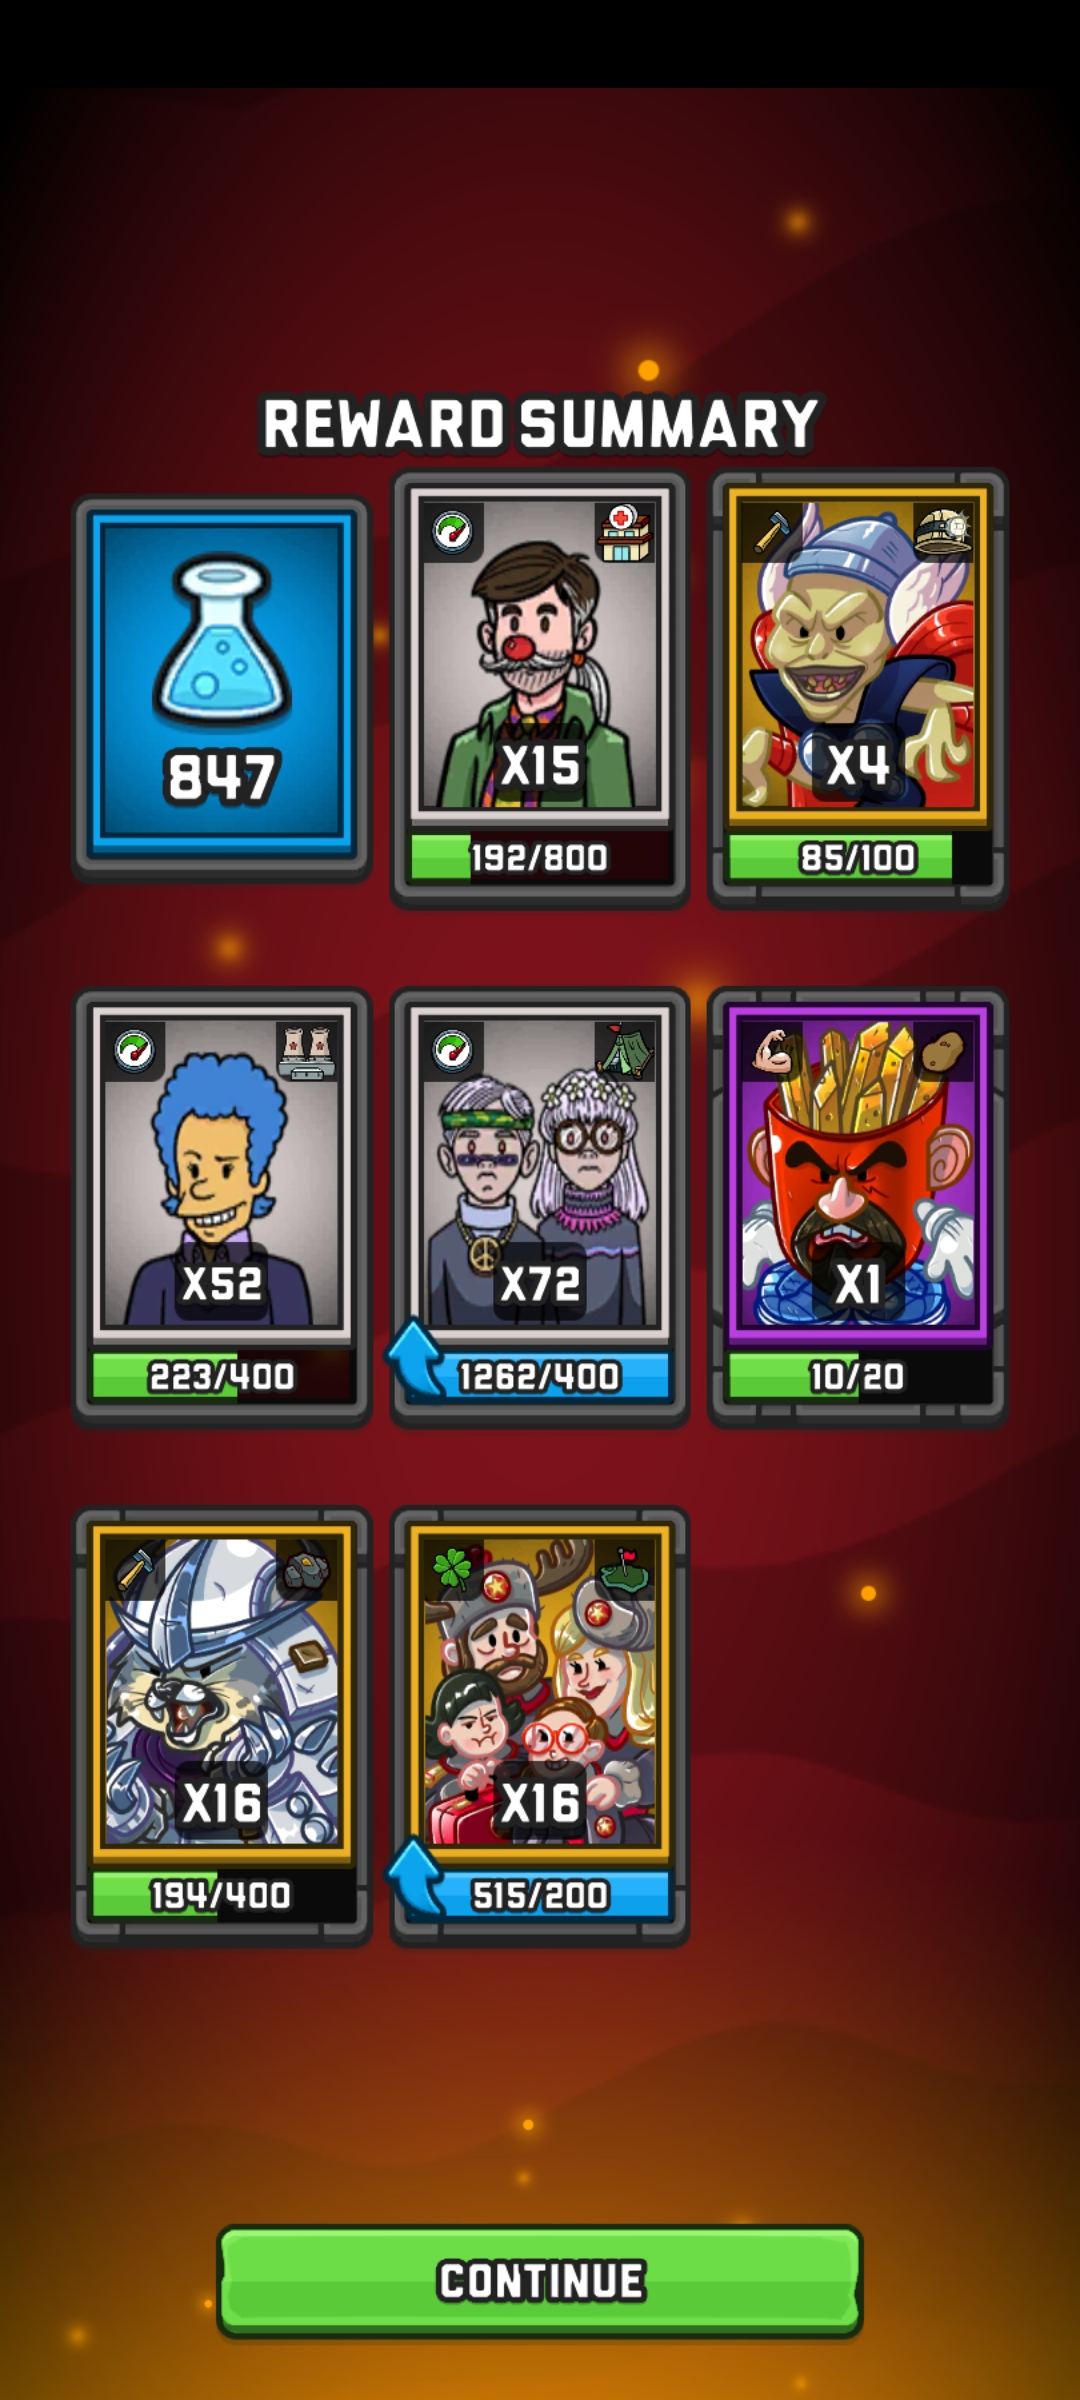 REWARD SUMMARY
847
X15
192/800
X4
85/100
X52
223/400
X72
1262/400
X1
10/20
X16
194/400
X16
515/200
CONTINUE